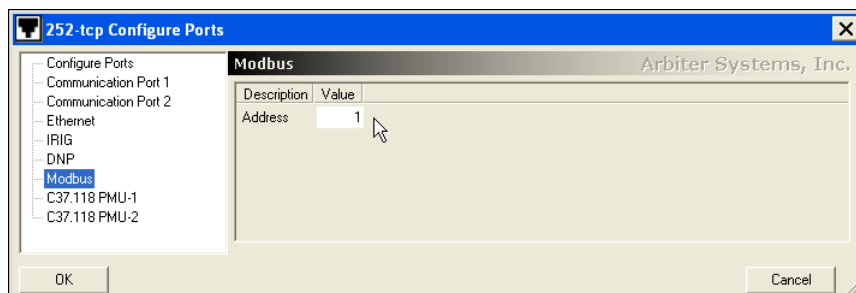 252-tcp Configure Ports
Configure Ports
Communication Port 1
Communication Port 2
Ethernet
IRIG
DNP
Modbus
C37.118 PMU-1
C37.118 PMU-2
Modbus Arbiter Systems, Inc.
Description Value
Address 1
OK Cancel